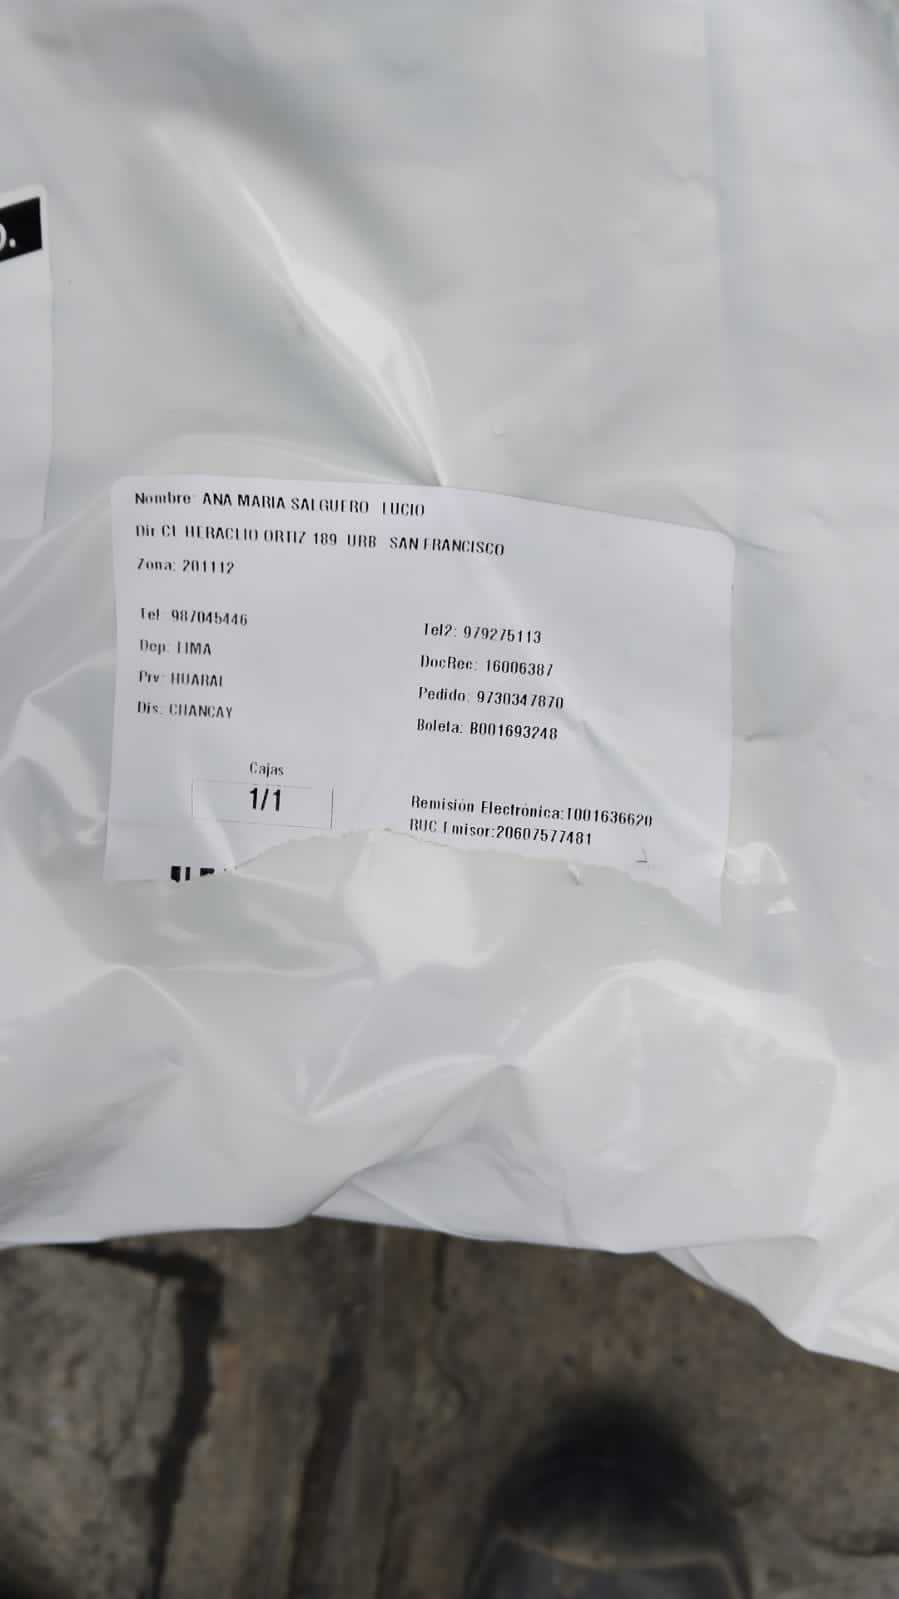 Nombre: ANA MARIA SALGUERO LUCIO
Dir CL HERACLIO ORTIZ 189 URB SAN FRANCISCO
Zona: 201112
Tel: 987045446
Tel2: 979275113
Dep: LIMA
DocRec: 16006387
Prv: HUARAL
Pedido: 9730347870
Dis: CHANCAY
Boleta: B001693248
Cajas
1/1
Remisión Electrónica:T001636620
RUC Emisor:20607577481